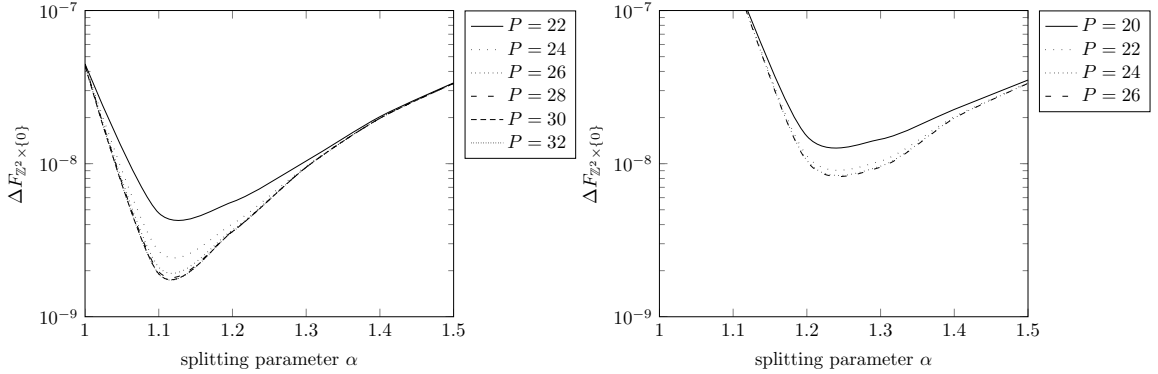 10^{-7}
10^{-8}
10^{-9}
ΔF_{ℤ^2×{0}}
1
1.1
1.2
1.3
1.4
1.5
splitting parameter α
P = 22
P = 24
P = 26
P = 28
P = 30
P = 32
10^{-7}
10^{-8}
10^{-9}
ΔF_{ℤ^2×{0}}
1
1.1
1.2
1.3
1.4
1.5
splitting parameter α
P = 20
P = 22
P = 24
P = 26